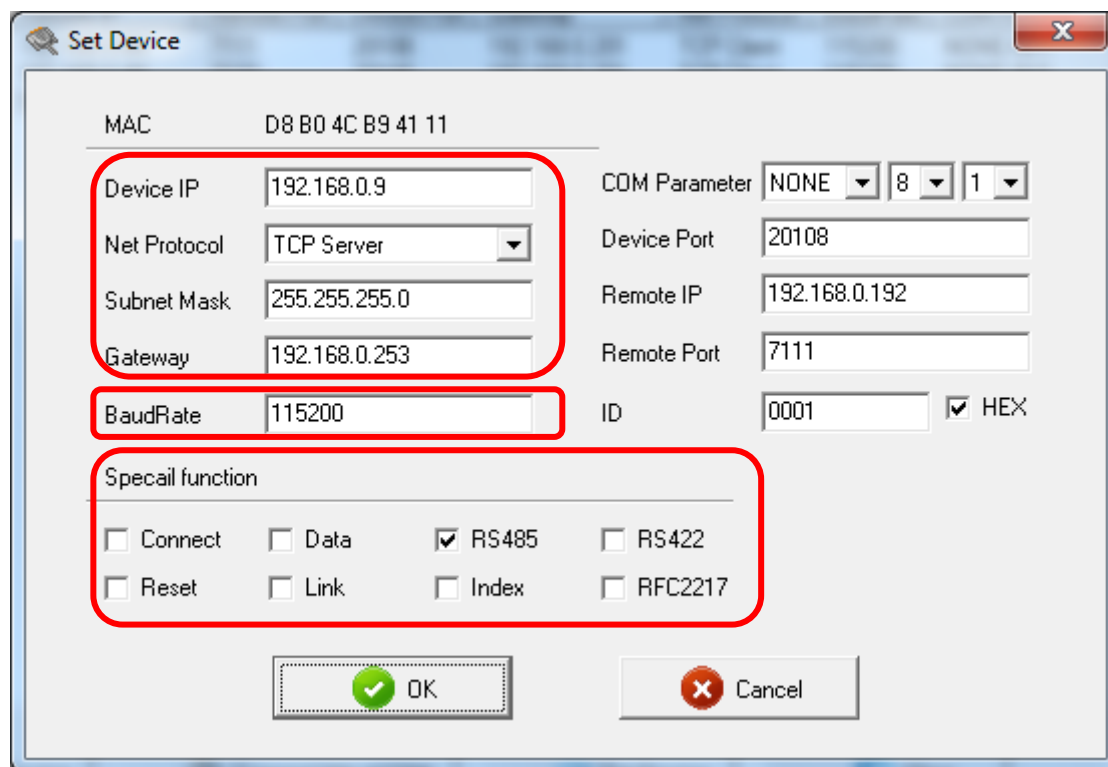 Set Device
MAC D8 B0 4C B9 41 11
Device IP 192.168.0.9 COM Parameter NONE 8 1
Net Protocol TCP Server Device Port 20108
Subnet Mask 255.255.255.0 Remote IP 192.168.0.192
Gateway 192.168.0.253 Remote Port 7111
BaudRate 115200 ID 0001 HEX
Specail function
Connect Data RS485 RS422
Reset Link Index RFC2217
OK Cancel